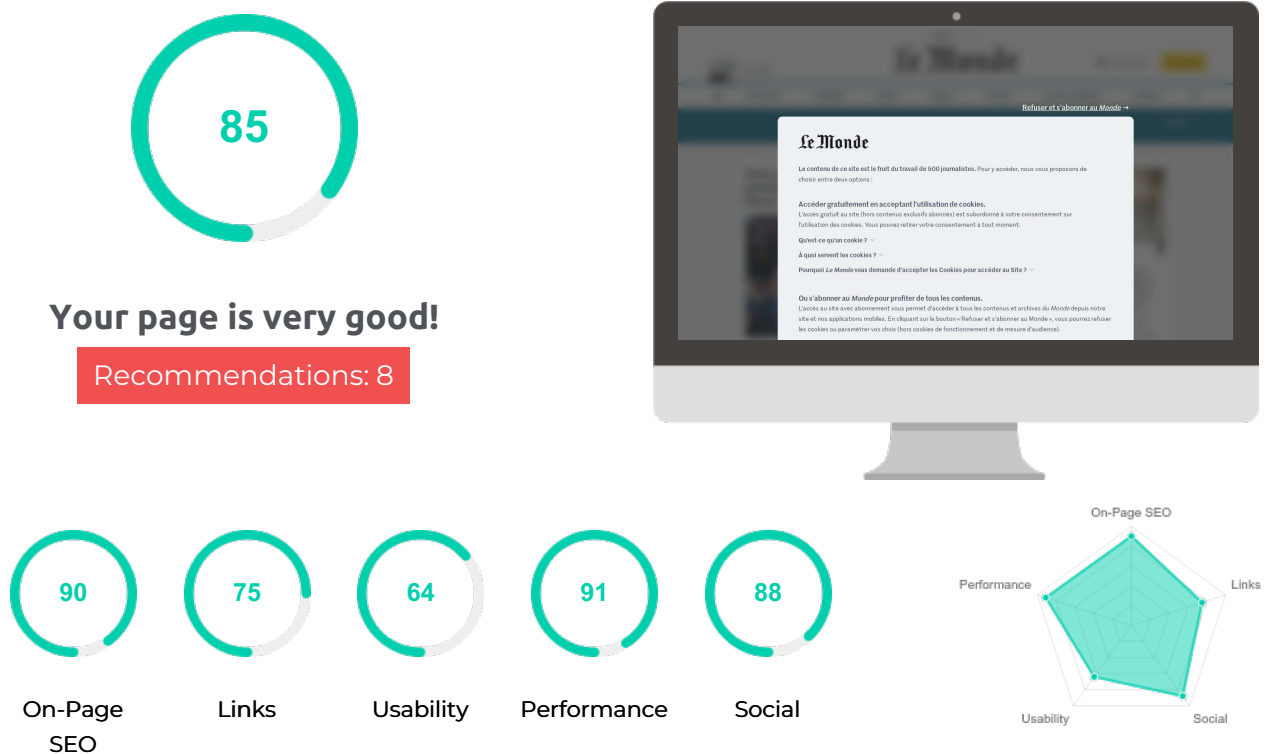 85
Your page is very good!
Recommendations: 8
Le Monde
Refuser et s'abonner au Monde →
Le Monde
Le contenu de ce site est le fruit du travail de 500 journalistes. Pour y accéder, nous vous proposons de
choisir entre deux options :
Accéder gratuitement en acceptant l'utilisation de cookies.
L'accès gratuit au site (hors contenus exclusifs abonnés) est subordonné à votre consentement sur
l'utilisation des cookies. Vous pouvez retirer votre consentement à tout moment.
Qu'est-ce qu'un cookie ?
À quoi servent les cookies ?
Pourquoi Le Monde vous demande d'accepter les Cookies pour accéder au Site ?
Ou s'abonner au Monde pour profiter de tous les contenus.
L'accès au site avec abonnement vous permet d'accéder à tous les contenus et archives du Monde depuis notre
site et nos applications mobiles. En cliquant sur le bouton « Refuser et s'abonner au Monde », vous pourrez refuser
les cookies ou paramétrer vos choix (hors cookies de fonctionnement et de mesure d'audience).
90
75
64
91
88
On-Page
SEO
Links
Usability
Performance
Social
On-Page SEO
Performance
Links
Usability
Social